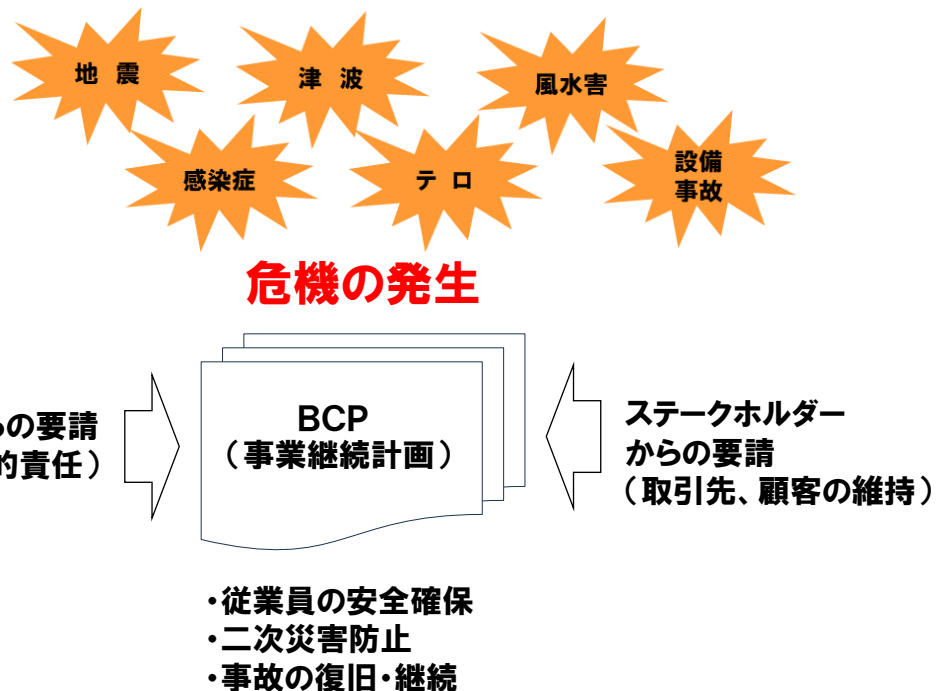 地 震
津 波
風水害
感染症
テ ロ
設備
事故
危機の発生
らの要請
的責任）
BCP
（事業継続計画）
ステークホルダー
からの要請
（取引先、顧客の維持）
・従業員の安全確保
・二次災害防止
・事故の復旧・継続